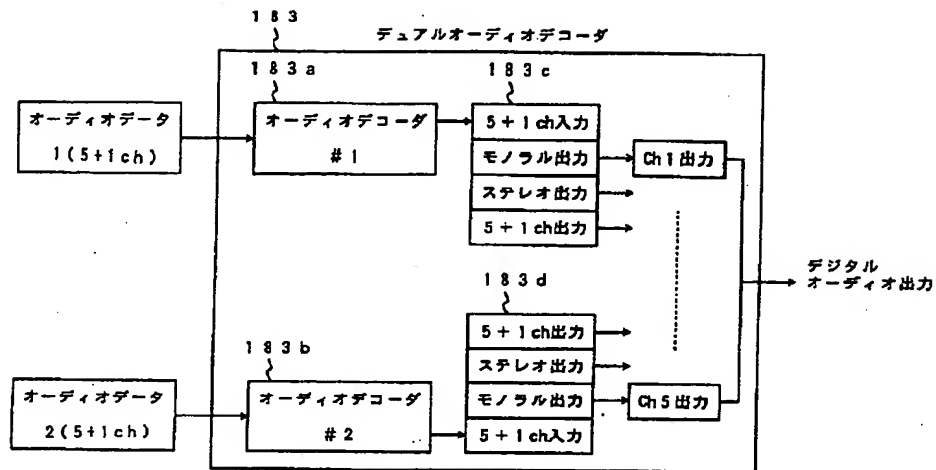 183
デュアルオーディオデコーダ
183a
183c
オーディオデータ
1(5+1ch)
オーディオデコーダ
#1
5+1ch入力
モノラル出力
ステレオ出力
5+1ch出力
Ch1出力
デジタル
オーディオ出力
183d
5+1ch出力
ステレオ出力
モノラル出力
5+1ch入力
Ch5出力
183b
オーディオデータ
2(5+1ch)
オーディオデコーダ
#2